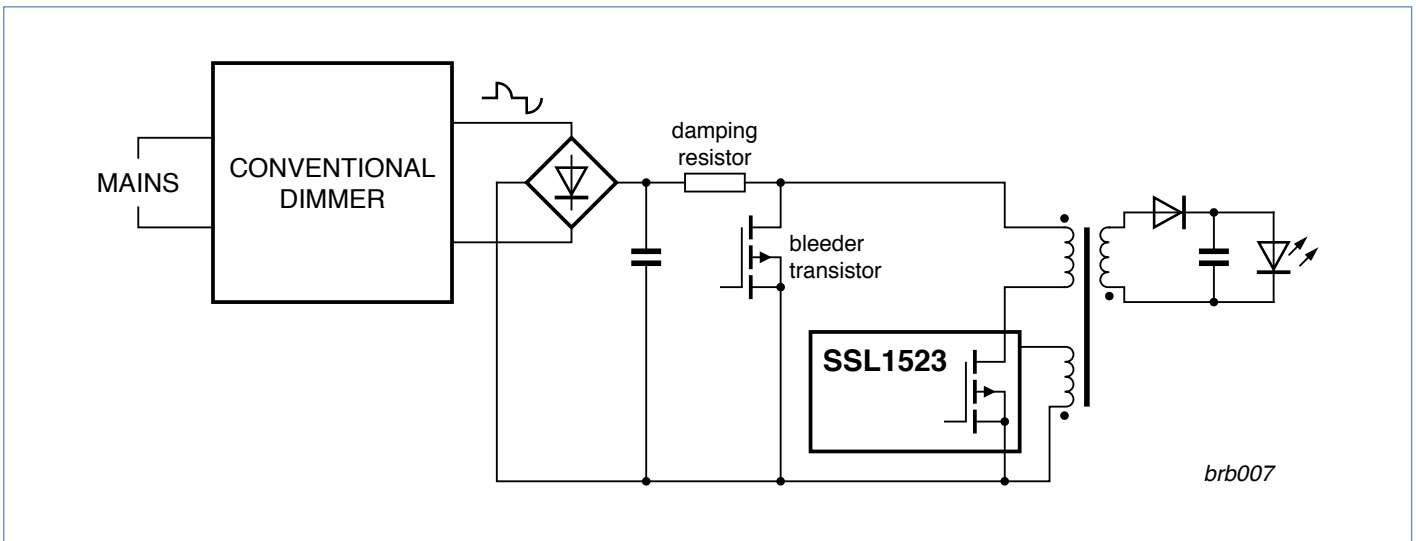 MAINS
CONVENTIONAL
DIMMER
damping
resistor
bleeder
transistor
SSL1523
brb007